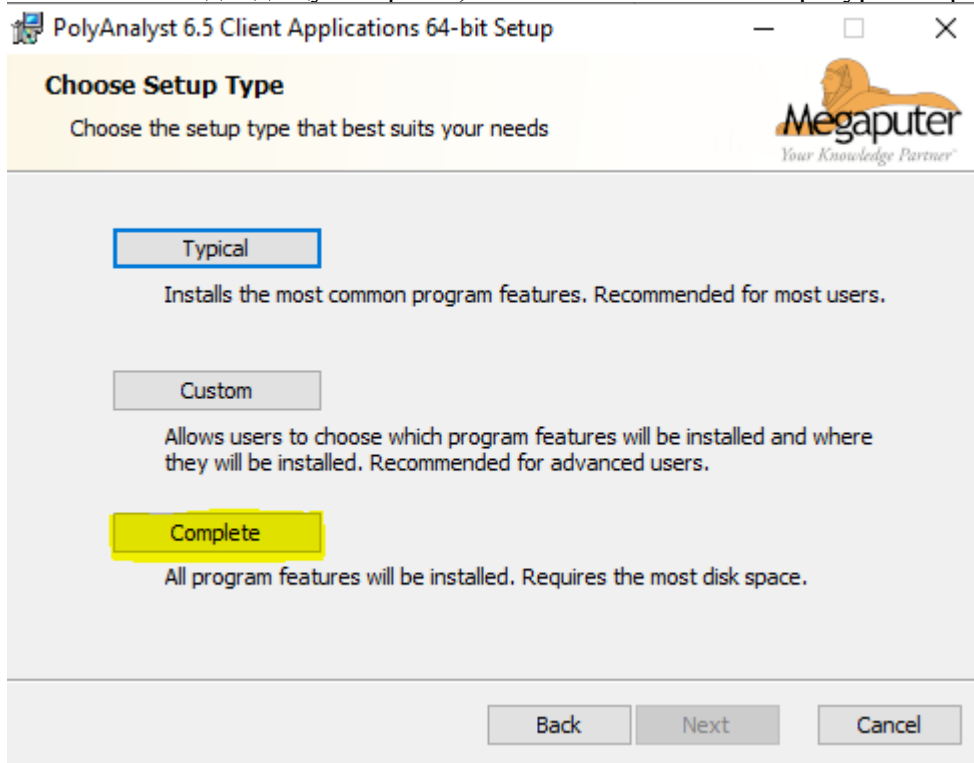 PolyAnalyst 6.5 Client Applications 64-bit Setup
Choose Setup Type
Choose the setup type that best suits your needs
Megaputer
Your Knowledge Partner
Typical
Installs the most common program features. Recommended for most users.
Custom
Allows users to choose which program features will be installed and where
they will be installed. Recommended for advanced users.
Complete
All program features will be installed. Requires the most disk space.
Back
Next
Cancel